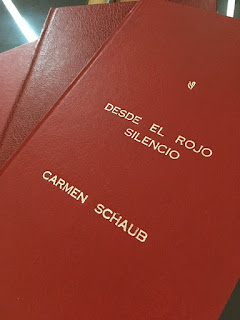 DESDE EL ROJO
SILENCIO
CARMEN SCHAUB